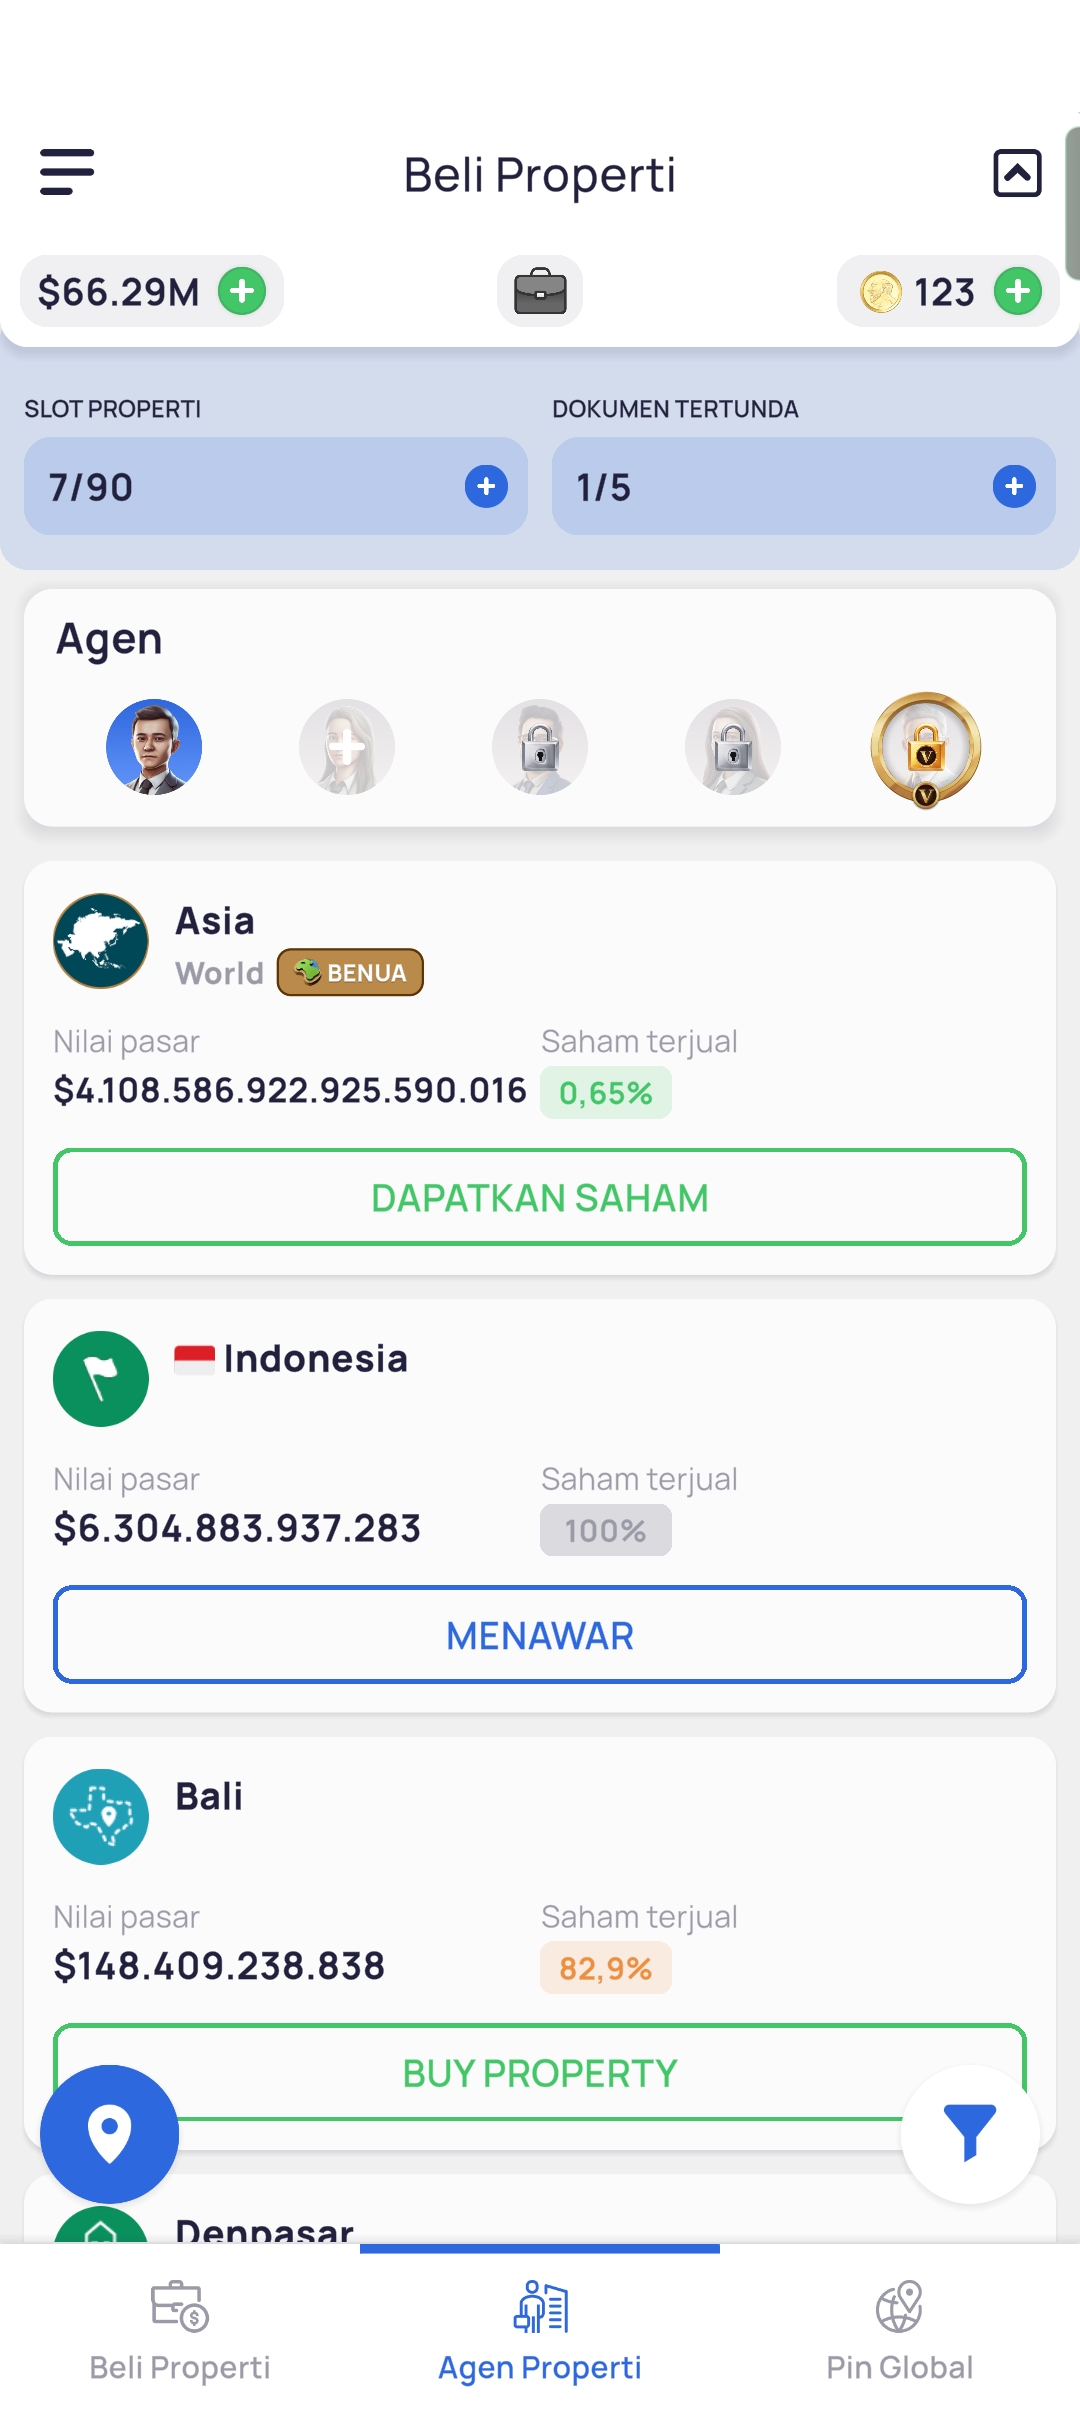 Beli Properti
$66.29M
123
SLOT PROPERTI
DOKUMEN TERTUNDA
7/90
1/5
Agen
V
V
Asia
World
BENUA
Nilai pasar
Saham terjual
$4.108.586.922.925.590.016
0,65%
DAPATKAN SAHAM
Indonesia
Nilai pasar
Saham terjual
$6.304.883.937.283
100%
MENAWAR
Bali
Nilai pasar
Saham terjual
$148.409.238.838
82,9%
BUY PROPERTY
Denpasar
Beli Properti
Agen Properti
Pin Global